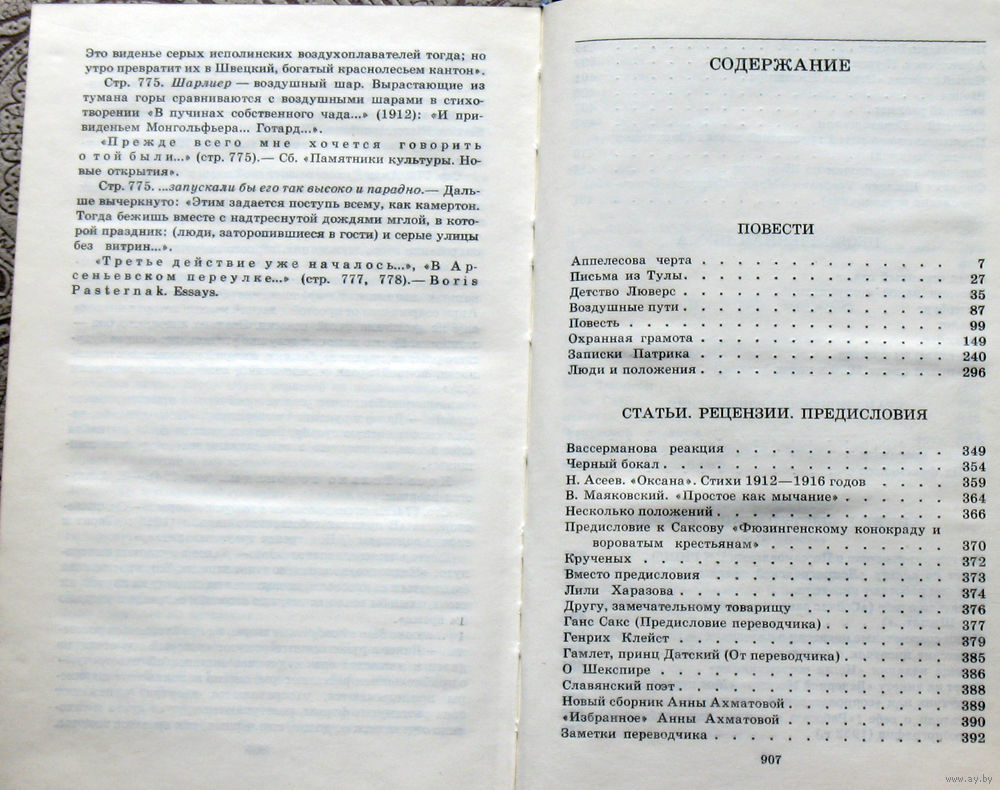 Это виденье серых исполинских воздухоплавателей тогда; но
утро превратит их в Швецкий, богатый краснолесьем кантон».
Стр. 775. Шарлиер — воздушный шар. Вырастающие из
тумана горы сравниваются с воздушными шарами в стихо-
творении «В пучинах собственного чада...» (1912): «И при-
виденьем Монгольфьера... Готард...».
«Прежде всего мне хочется говорить
о той были...» (стр. 775).— Сб. «Памятники культуры. Но-
вые открытия».
Стр. 775. ...запускали бы его так высоко и парадно.— Даль-
ше вычеркнуто: «Этим задается поступь всему, как камертон.
Тогда бежишь вместе с надтреснутой дождями мглой, в кото-
рой праздник: (люди, заторопившиеся в гости) и серые улицы
без витрин...».
«Третье действие уже началось...», «В Ар-
сеньевском переулке...» (стр. 777, 778).— Boris
Pasternak. Essays.
СОДЕРЖАНИЕ
ПОВЕСТИ
Аппелесова черта . . . . . . . . . . . . . . . 7
Письма из Тулы. . . . . . . . . . . . . . . . 27
Детство Люверс . . . . . . . . . . . . . . . . 35
Воздушные пути . . . . . . . . . . . . . . . . 87
Повесть . . . . . . . . . . . . . . . . . . 99
Охранная грамота . . . . . . . . . . . . . . . 149
Записки Патрика . . . . . . . . . . . . . . . 240
Люди и положения . . . . . . . . . . . . . . . 296
СТАТЬИ. РЕЦЕНЗИИ. ПРЕДИСЛОВИЯ
Вассерманова реакция . . . . . . . . . . . . . 349
Черный бокал . . . . . . . . . . . . . . . . 354
Н. Асеев. «Оксана». Стихи 1912—1916 годов . . . . 359
В. Маяковский. «Простое как мычание» . . . . . . 364
Несколько положений . . . . . . . . . . . . . 366
Предисловие к Саксову «Фюзингенскому конокраду и
вороватым крестьянам» . . . . . . . . . . . 370
Крученых . . . . . . . . . . . . . . . . . 372
Вместо предисловия . . . . . . . . . . . . . . 373
Лили Харазова . . . . . . . . . . . . . . . . 374
Другу, замечательному товарищу . . . . . . . . . 376
Ганс Сакс (Предисловие переводчика) . . . . . . . 377
Генрих Клейст . . . . . . . . . . . . . . . . 379
Гамлет, принц Датский (От переводчика) . . . . . . 385
О Шекспире . . . . . . . . . . . . . . . . . 386
Славянский поэт . . . . . . . . . . . . . . . 388
Новый сборник Анны Ахматовой . . . . . . . . . . 389
«Избранное» Анны Ахматовой . . . . . . . . . . 390
Заметки переводчика . . . . . . . . . . . . . 392
907
www.ay.by